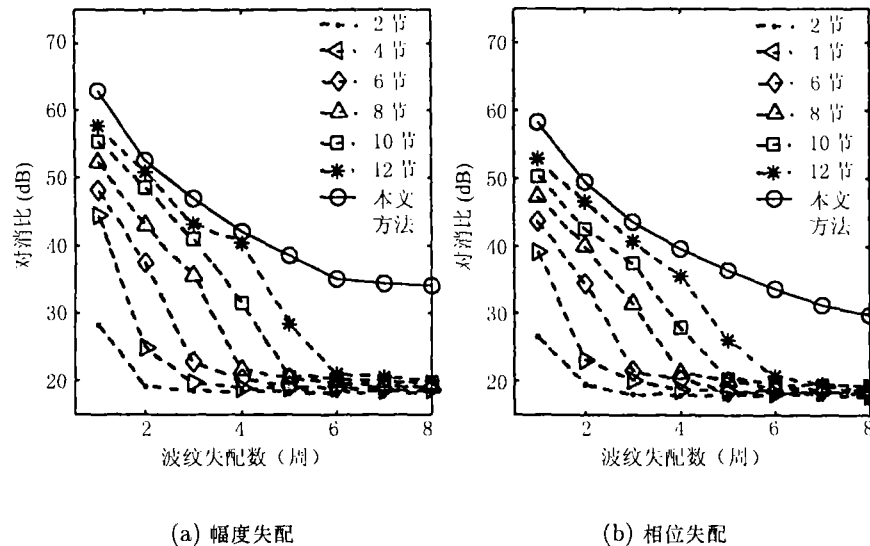 70
60
50
40
30
20
对消比 (dB)
2
4
6
8
波纹失配数（周）
2 节
4 节
6 节
8 节
10 节
12 节
本文
方法
(a) 幅度失配
70
60
50
40
30
20
对消比 (dB)
2
4
6
8
波纹失配数（周）
2 节
1 节
6 节
8 节
10 节
12 节
本文
方法
(b) 相位失配